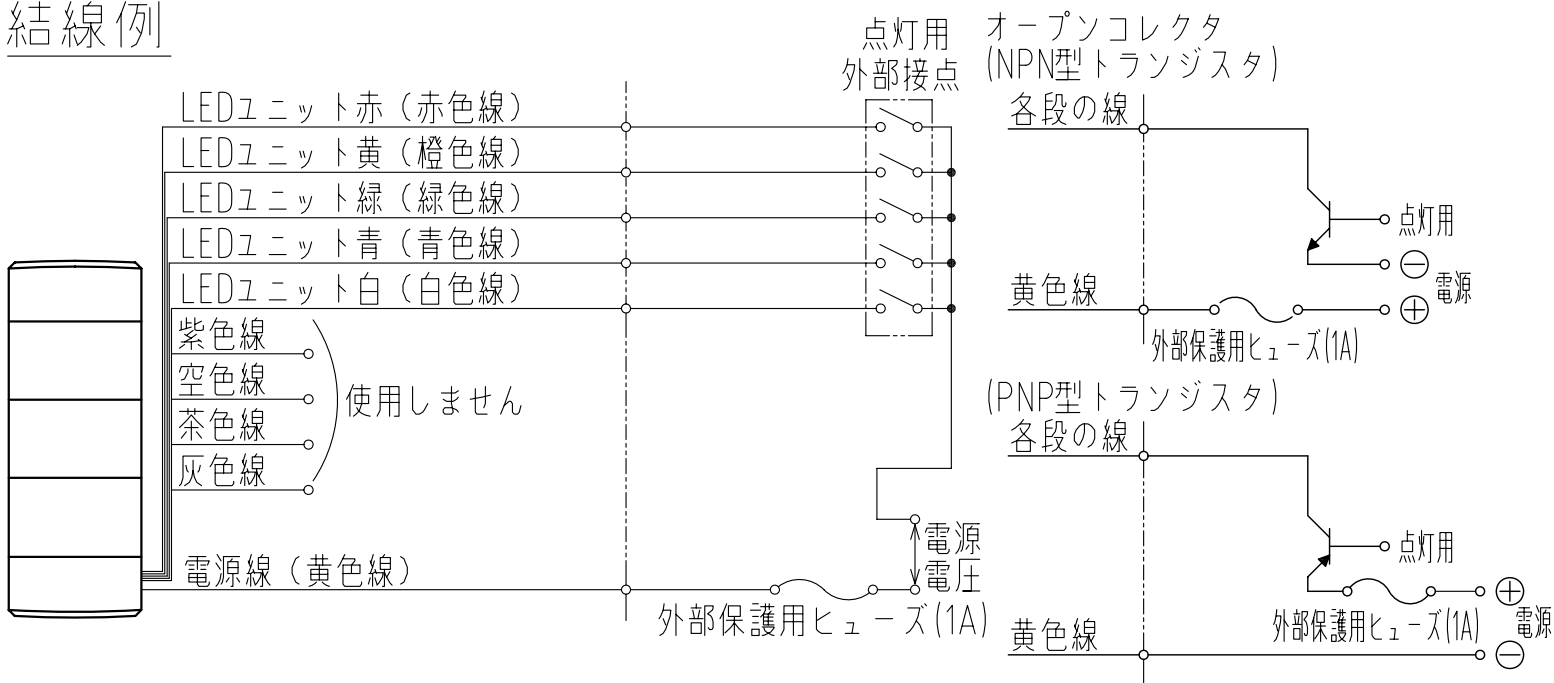 結線例
点灯用
外部接点
LEDユニット赤（赤色線）
LEDユニット黄（橙色線）
LEDユニット緑（緑色線）
LEDユニット青（青色線）
LEDユニット白（白色線）
紫色線
空色線
茶色線
灰色線
使用しません
電源線（黄色線）
外部保護用ヒューズ(1A)
電源
電圧
オープンコレクタ
(NPN型トランジスタ)
各段の線
点灯用
⊖
電源
⊕
黄色線
外部保護用ヒューズ(1A)
(PNP型トランジスタ)
各段の線
点灯用
⊕
外部保護用ヒューズ(1A)
電源
黄色線
⊖